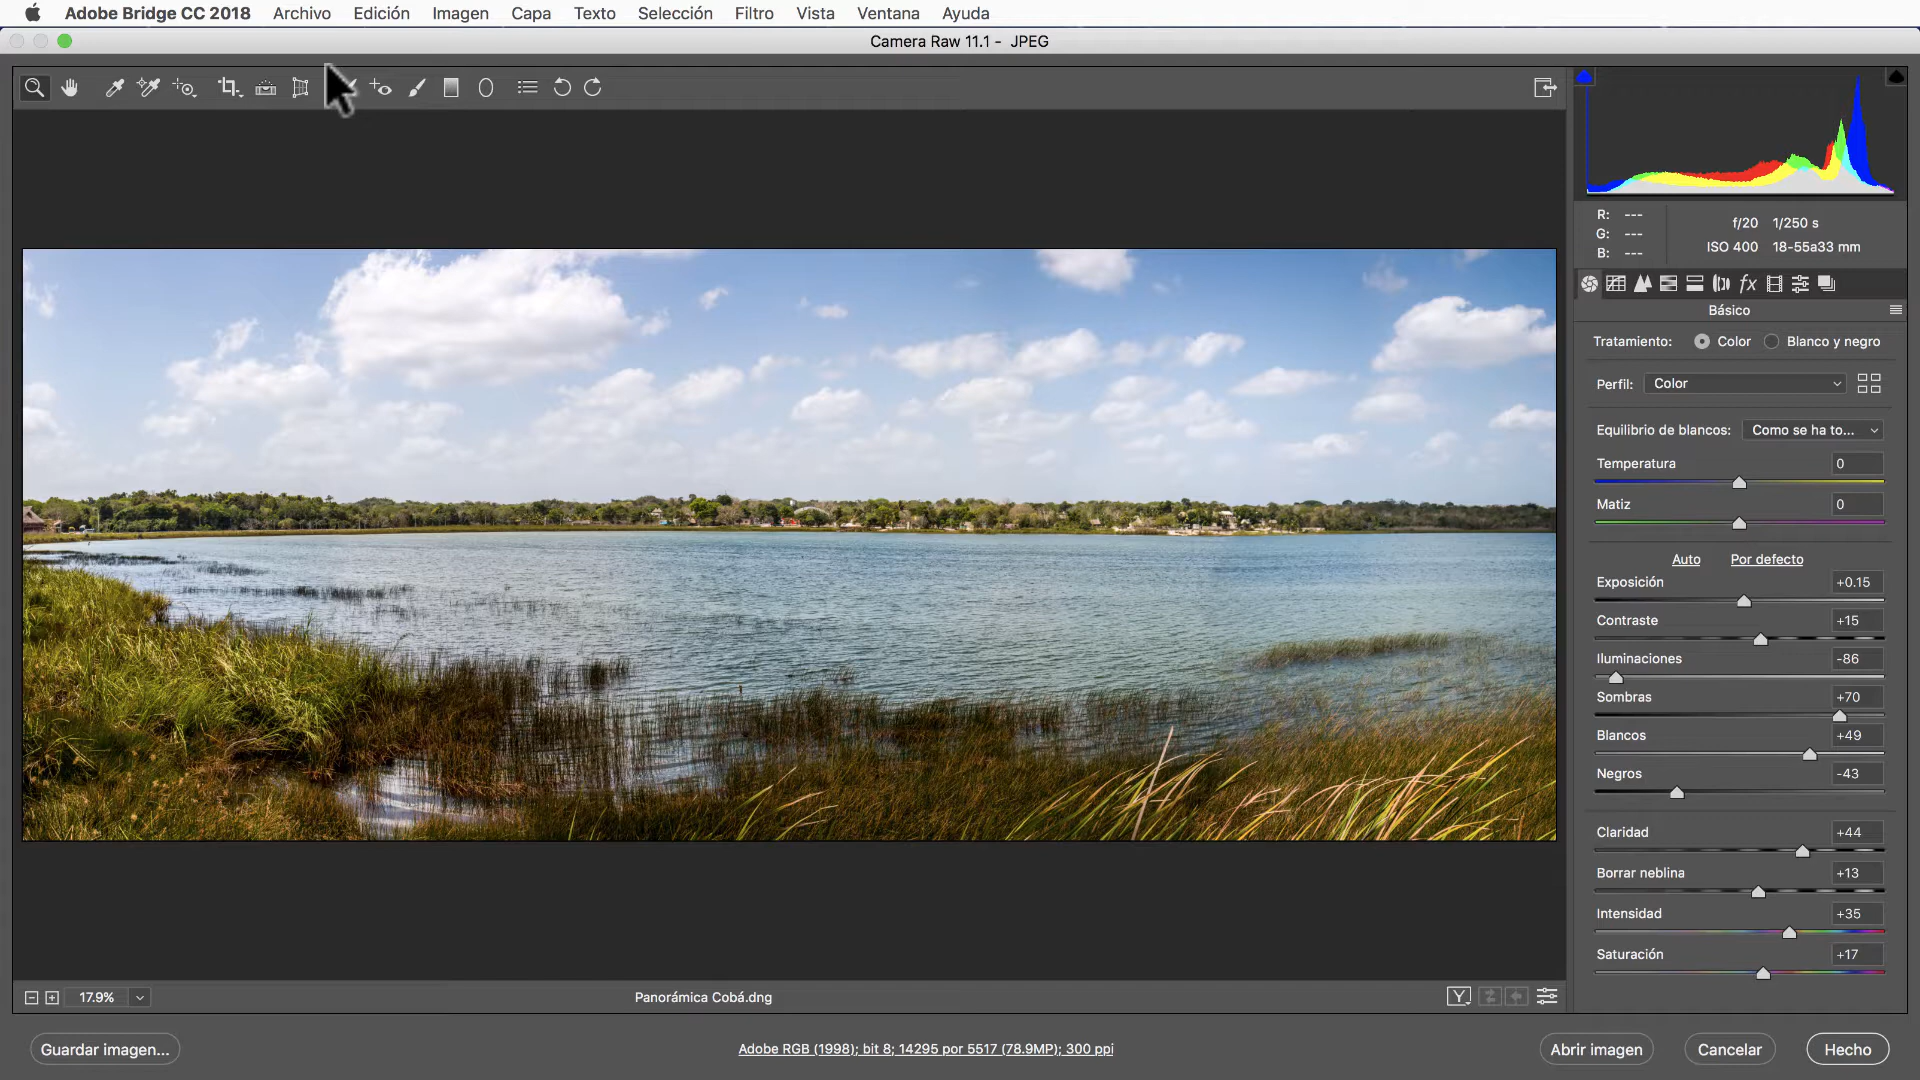 Adobe Bridge CC 2018 Archivo Edición Imagen Capa Texto Selección Filtro Vista Ventana Ayuda
Camera Raw 11.1 - JPEG
R: ---
G: ---
B: ---
f/20 1/250 s
ISO 400 18-55a33 mm
fx
Básico
Tratamiento: Color Blanco y negro
Perfil: Color
Equilibrio de blancos: Como se ha to...
Temperatura 0
Matiz 0
Auto Por defecto
Exposición +0.15
Contraste +15
Iluminaciones -86
Sombras +70
Blancos +49
Negros -43
Claridad +44
Borrar neblina +13
Intensidad +35
Saturación +17
17.9% Panorámica Cobá.dng Y
Guardar imagen... Adobe RGB (1998); bit 8; 14295 por 5517 (78.9MP); 300 ppi Abrir imagen Cancelar Hecho